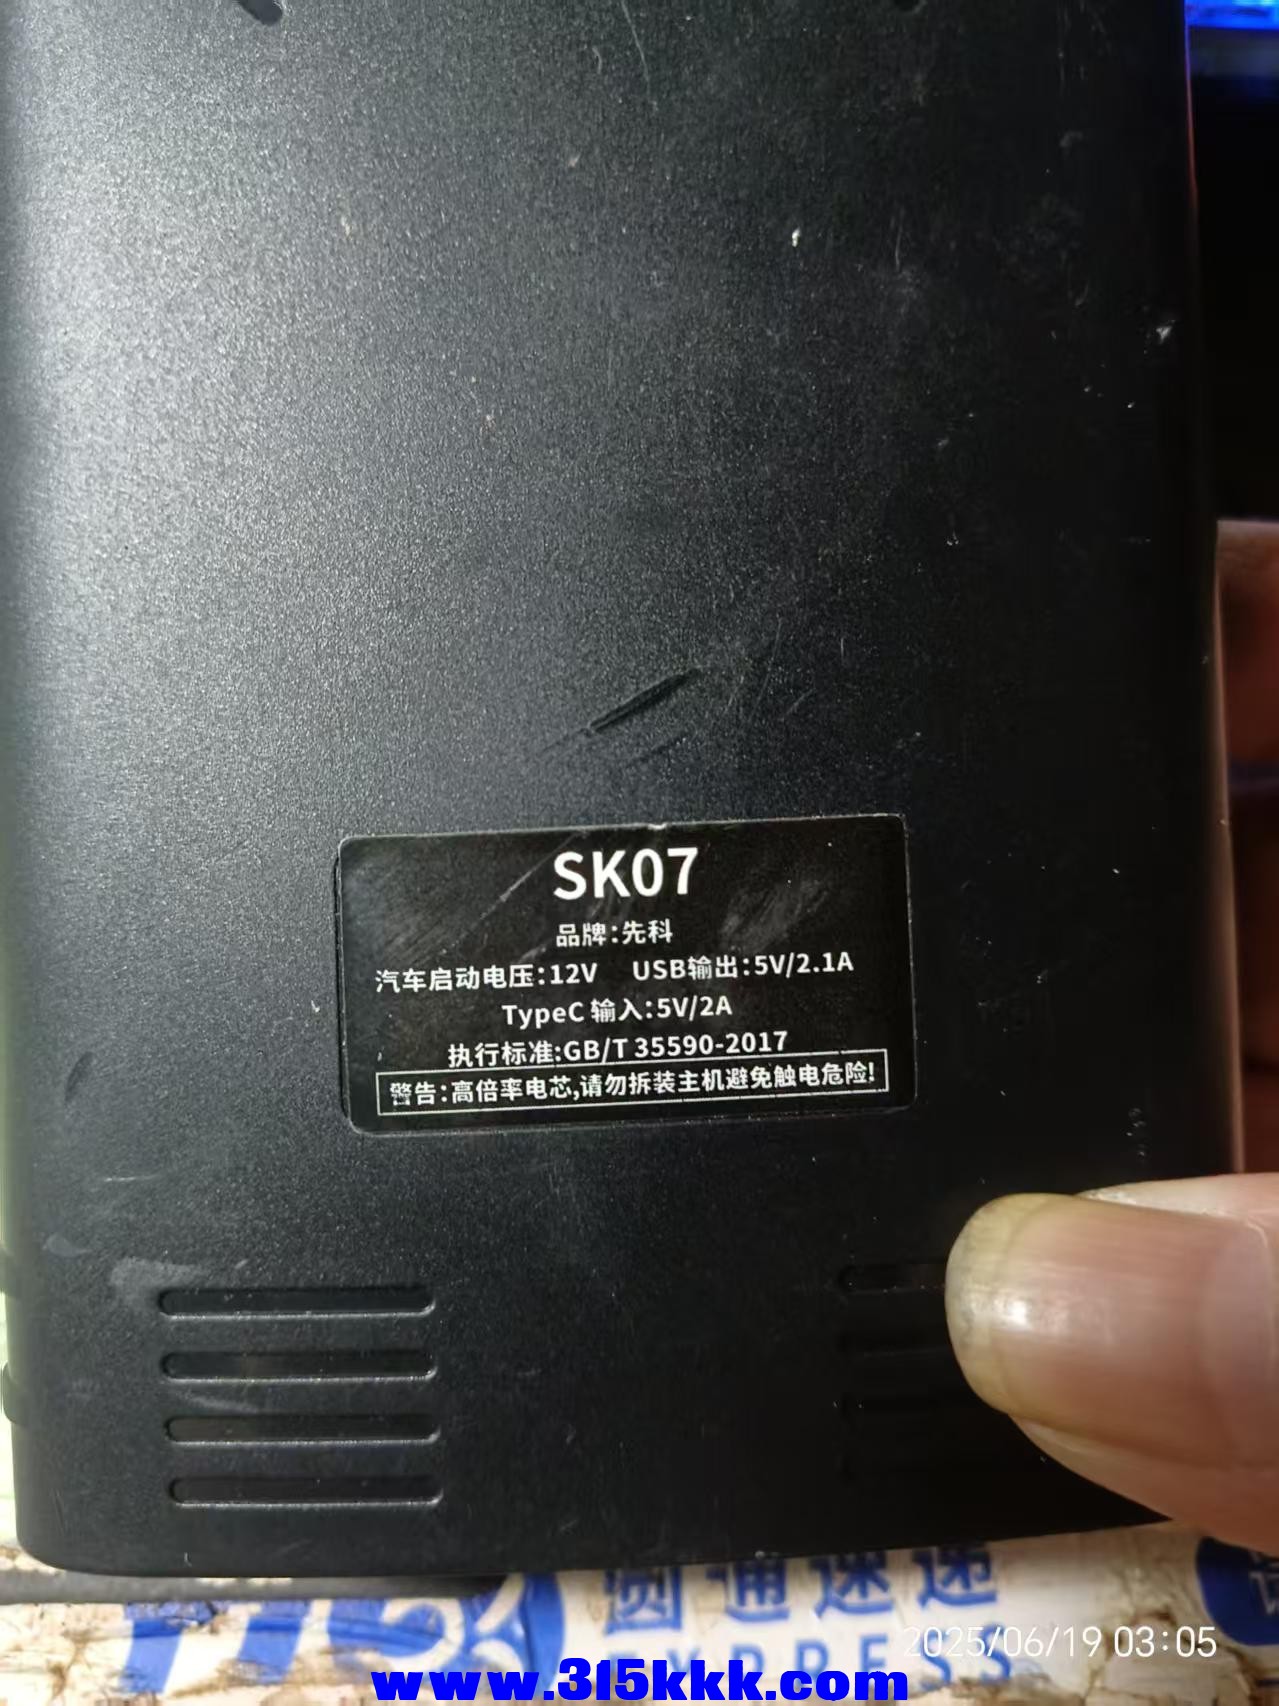 SK07
品牌:先科
汽车启动电压:12V USB输出:5V/2.1A
TypeC 输入:5V/2A
执行标准:GB/T 35590-2017
警告:高倍率电芯,请勿拆装主机避免触电危险!
圆通速递
EXPRESS
2025/06/19 03:05
www.315kkk.com